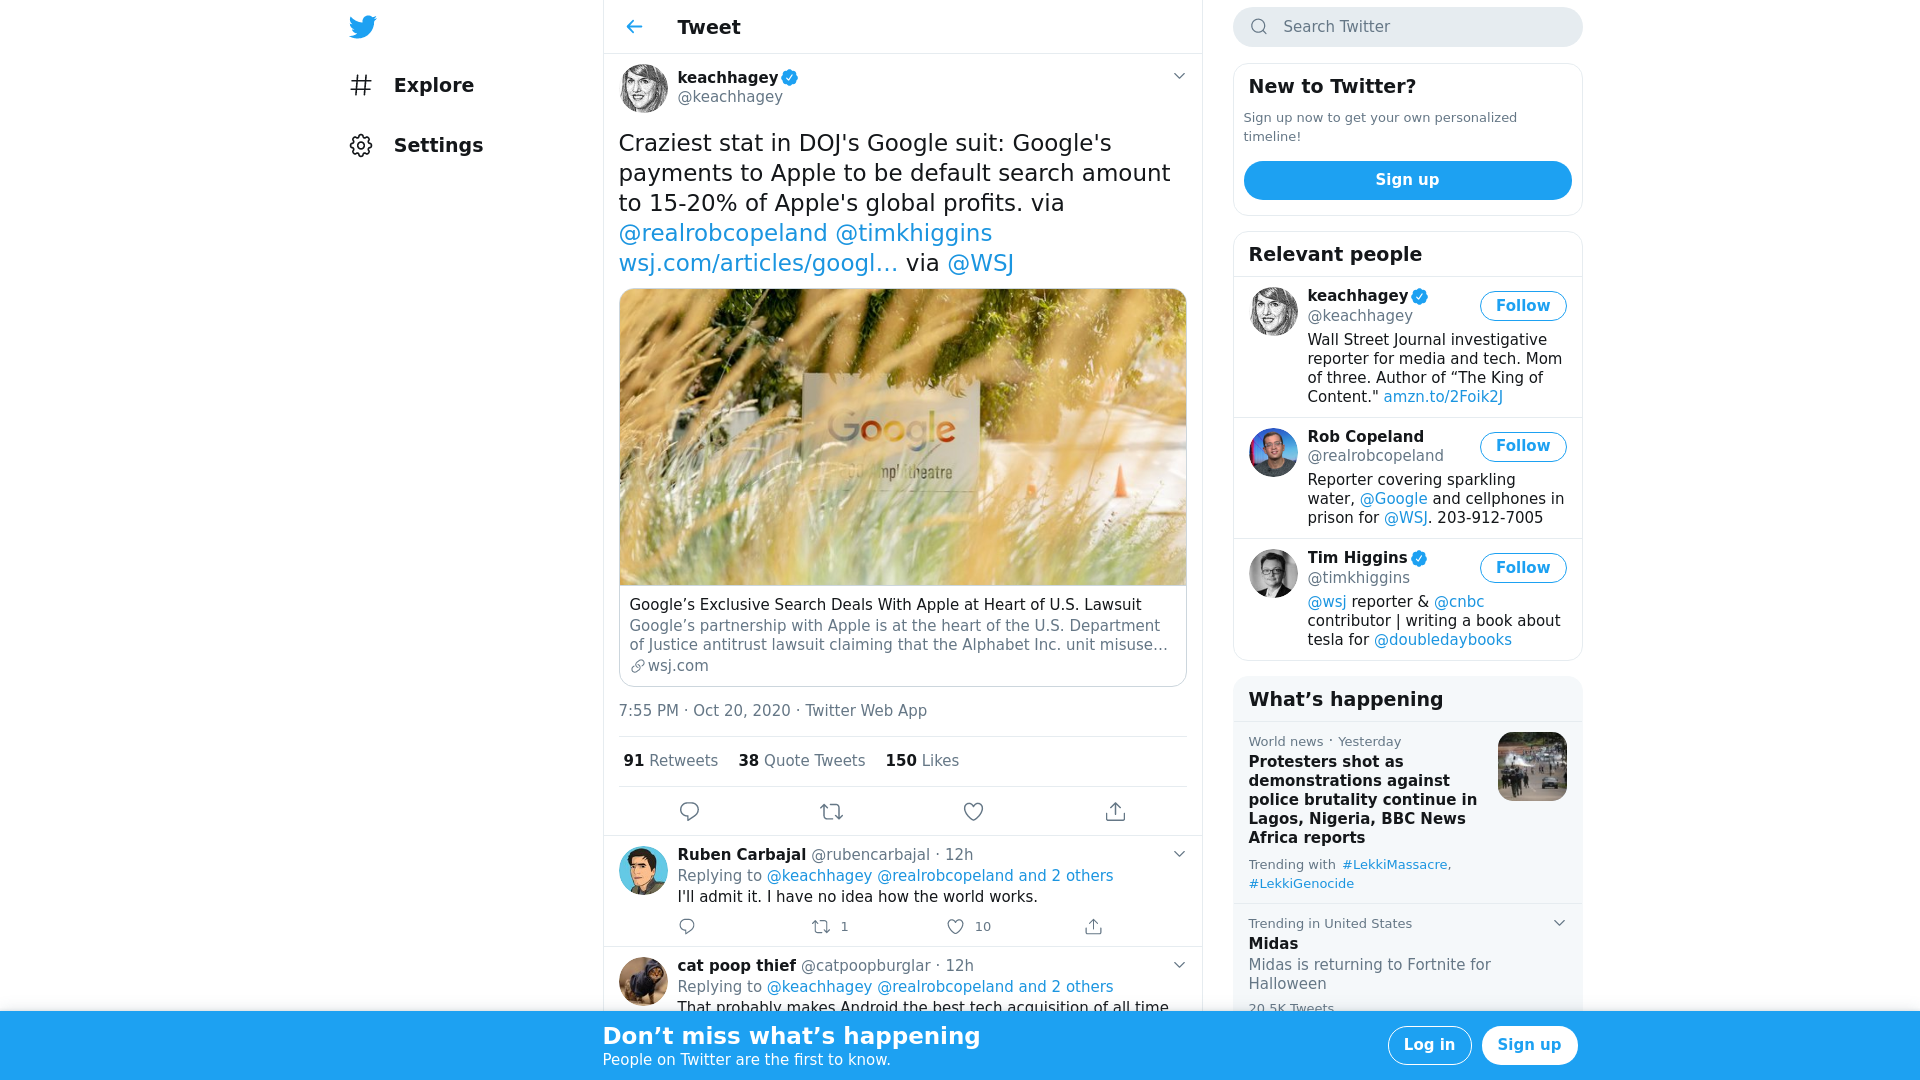 Explore
Settings
Tweet
keachhagey
@keachhagey
Craziest stat in DOJ's Google suit: Google's
payments to Apple to be default search amount
to 15-20% of Apple's global profits. via
@realrobcopeland @timkhiggins
wsj.com/articles/googl… via @WSJ
Google
Google’s Exclusive Search Deals With Apple at Heart of U.S. Lawsuit
Google’s partnership with Apple is at the heart of the U.S. Department
of Justice antitrust lawsuit claiming that the Alphabet Inc. unit misuse…
wsj.com
7:55 PM · Oct 20, 2020 · Twitter Web App
91 Retweets 38 Quote Tweets 150 Likes
Ruben Carbajal @rubencarbajal · 12h
Replying to @keachhagey @realrobcopeland and 2 others
I'll admit it. I have no idea how the world works.
1 10
cat poop thief @catpoopburglar · 12h
Replying to @keachhagey @realrobcopeland and 2 others
That probably makes Android the best tech acquisition of all time
Search Twitter
New to Twitter?
Sign up now to get your own personalized
timeline!
Sign up
Relevant people
keachhagey
@keachhagey
Follow
Wall Street Journal investigative
reporter for media and tech. Mom
of three. Author of “The King of
Content." amzn.to/2Foik2J
Rob Copeland
@realrobcopeland
Follow
Reporter covering sparkling
water, @Google and cellphones in
prison for @WSJ. 203-912-7005
Tim Higgins
@timkhiggins
Follow
@wsj reporter & @cnbc
contributor | writing a book about
tesla for @doubledaybooks
What’s happening
World news · Yesterday
Protesters shot as
demonstrations against
police brutality continue in
Lagos, Nigeria, BBC News
Africa reports
Trending with #LekkiMassacre,
#LekkiGenocide
Trending in United States
Midas
Midas is returning to Fortnite for
Halloween
20.5K Tweets
Don’t miss what’s happening
People on Twitter are the first to know.
Log in
Sign up